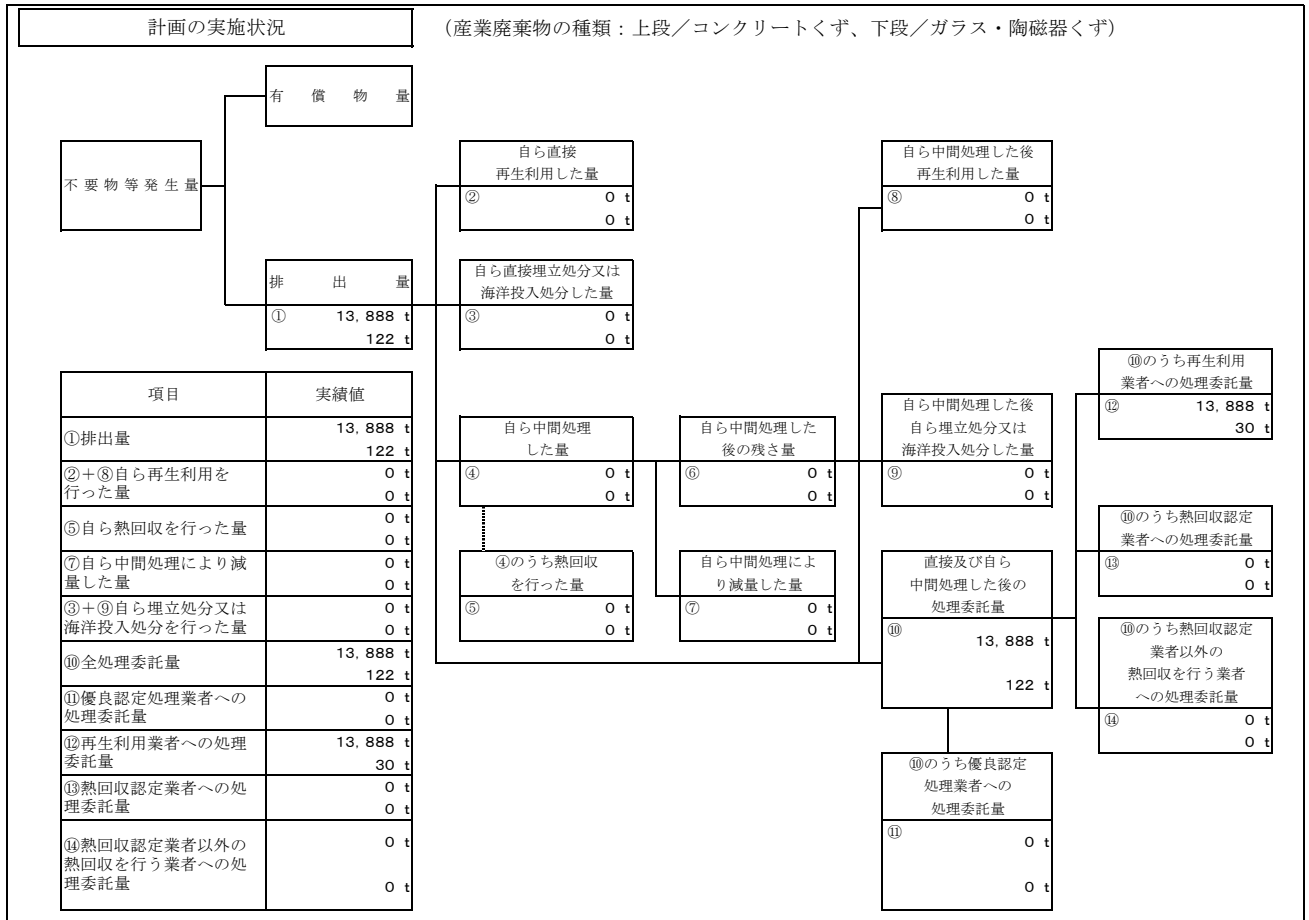 計画の実施状況
（産業廃棄物の種類：上段／コンクリートくず、下段／ガラス・陶磁器くず）
有償物量
不要物等発生量
自ら直接
再生利用した量
② 0 t
0 t
自ら中間処理した後
再生利用した量
⑧ 0 t
0 t
排出量
① 13,888 t
122 t
自ら直接埋立処分又は
海洋投入処分した量
③ 0 t
0 t
自ら中間処理
した量
④ 0 t
0 t
自ら中間処理した
後の残さ量
⑥ 0 t
0 t
自ら中間処理した後
自ら埋立処分又は
海洋投入処分した量
⑨ 0 t
0 t
⑩のうち再生利用
業者への処理委託量
⑫ 13,888 t
30 t
④のうち熱回収
を行った量
⑤ 0 t
0 t
自ら中間処理によ
り減量した量
⑦ 0 t
0 t
直接及び自ら
中間処理した後の
処理委託量
⑩
13,888 t
122 t
⑩のうち熱回収認定
業者への処理委託量
⑬ 0 t
0 t
⑩のうち熱回収認定
業者以外の
熱回収を行う業者
への処理委託量
⑭ 0 t
0 t
⑩のうち優良認定
処理業者への
処理委託量
⑪
0 t
0 t
項目 実績値
①排出量
13,888 t
122 t
②＋⑧自ら再生利用を
行った量
0 t
0 t
⑤自ら熱回収を行った量
0 t
0 t
⑦自ら中間処理により減
量した量
0 t
0 t
③＋⑨自ら埋立処分又は
海洋投入処分を行った量
0 t
0 t
⑩全処理委託量
13,888 t
122 t
⑪優良認定処理業者への
処理委託量
0 t
0 t
⑫再生利用業者への処理
委託量
13,888 t
30 t
⑬熱回収認定業者への処
理委託量
0 t
0 t
⑭熱回収認定業者以外の
熱回収を行う業者への処
理委託量
0 t
0 t